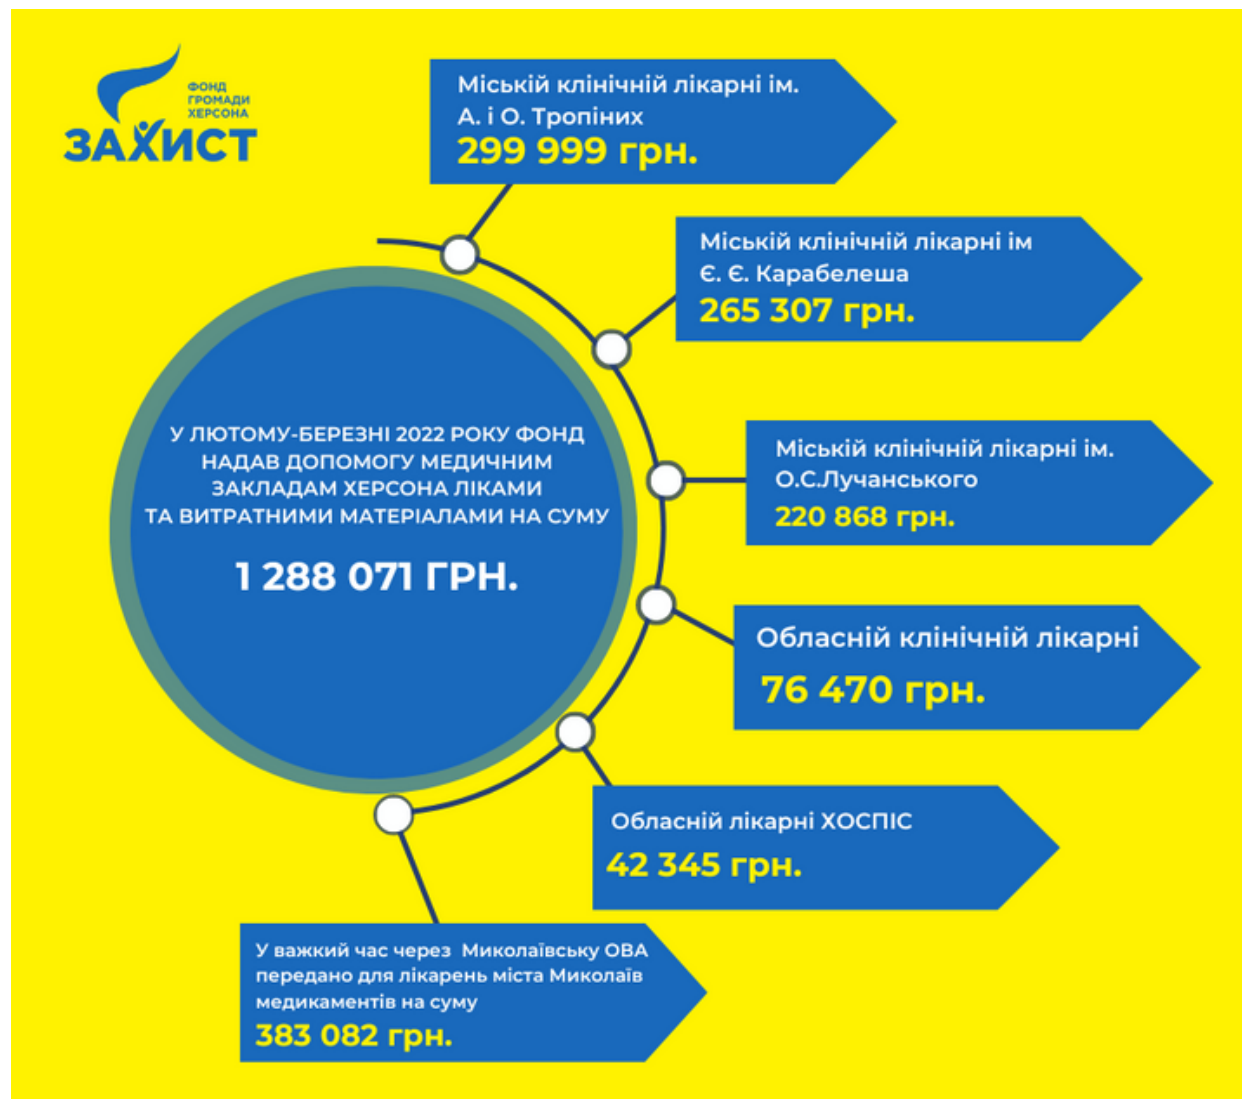 ФОНД
ГРОМАДИ
ХЕРСОНА
ЗАХИСТ
Міській клінічній лікарні ім.
А. і О. Тропіних
299 999 грн.
Міській клінічній лікарні ім
Є. Є. Карабелеша
265 307 грн.
У ЛЮТОМУ-БЕРЕЗНІ 2022 РОКУ ФОНД
НАДАВ ДОПОМОГУ МЕДИЧНИМ
ЗАКЛАДАМ ХЕРСОНА ЛІКАМИ
ТА ВИТРАТНИМИ МАТЕРІАЛАМИ НА СУМУ
1 288 071 ГРН.
Міській клінічній лікарні ім.
О.С.Лучанського
220 868 грн.
Обласній клінічній лікарні
76 470 грн.
Обласній лікарні ХОСПІС
42 345 грн.
У важкий час через  Миколаївську ОВА
передано для лікарень міста Миколаїв
медикаментів на суму
383 082 грн.